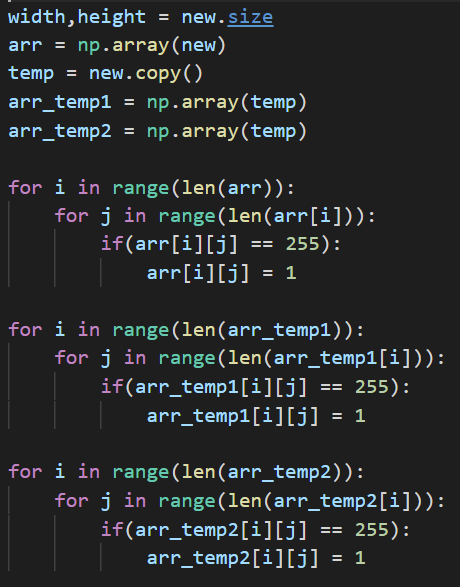 width,height = new.size
arr = np.array(new)
temp = new.copy()
arr_temp1 = np.array(temp)
arr_temp2 = np.array(temp)

for i in range(len(arr)):
    for j in range(len(arr[i])):
        if(arr[i][j] == 255):
            arr[i][j] = 1

for i in range(len(arr_temp1)):
    for j in range(len(arr_temp1[i])):
        if(arr_temp1[i][j] == 255):
            arr_temp1[i][j] = 1

for i in range(len(arr_temp2)):
    for j in range(len(arr_temp2[i])):
        if(arr_temp2[i][j] == 255):
            arr_temp2[i][j] = 1